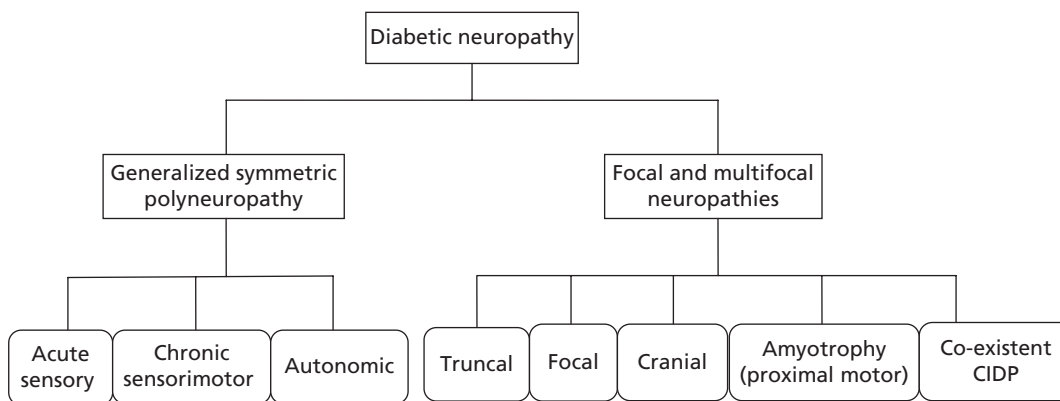 Diabetic neuropathy
Generalized symmetric
polyneuropathy
Focal and multifocal
neuropathies
Acute
sensory
Chronic
sensorimotor
Autonomic
Truncal
Focal
Cranial
Amyotrophy
(proximal motor)
Co-existent
CIDP